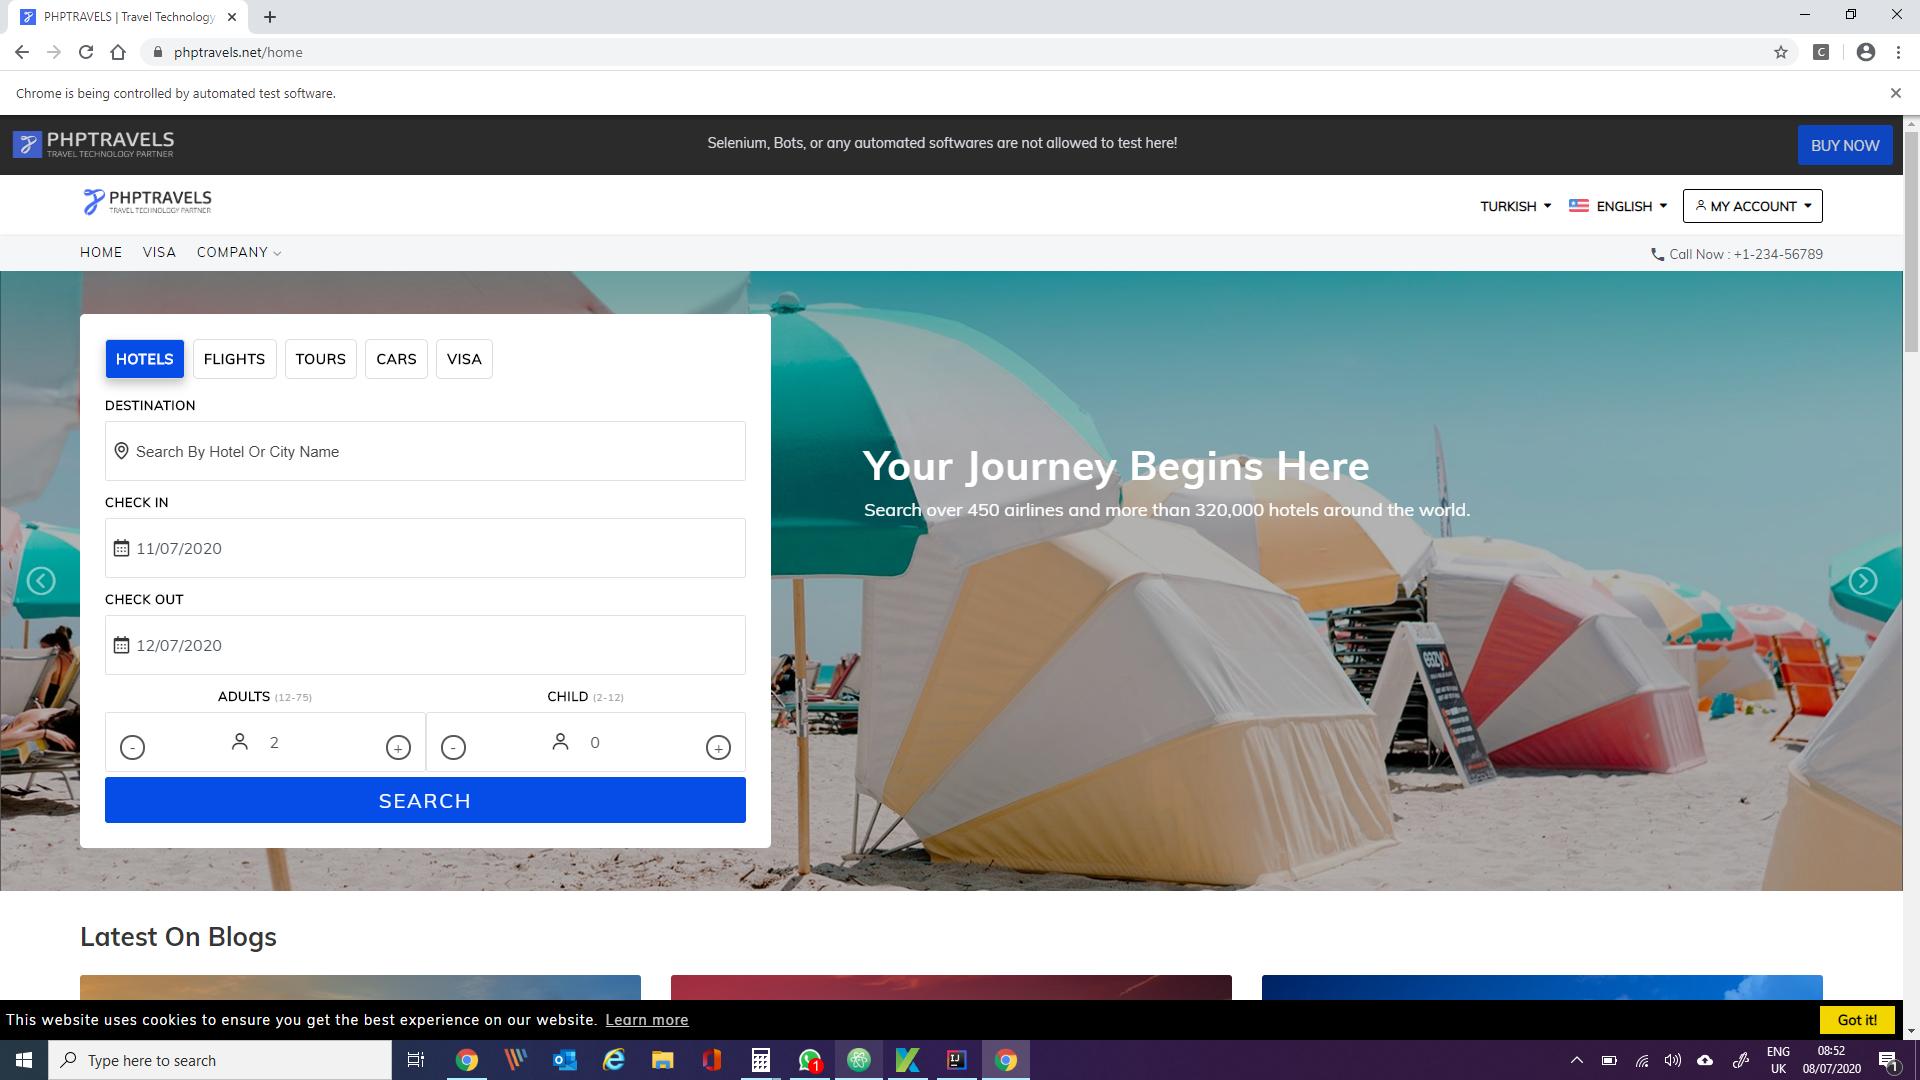 PHPTRAVELS | Travel Technology
phptravels.net/home
Chrome is being controlled by automated test software.
PHPTRAVELS
TRAVEL TECHNOLOGY PARTNER
Selenium, Bots, or any automated softwares are not allowed to test here!
BUY NOW
PHPTRAVELS
TRAVEL TECHNOLOGY PARTNER
TURKISH
ENGLISH
MY ACCOUNT
HOME VISA COMPANY
Call Now : +1-234-56789
HOTELS FLIGHTS TOURS CARS VISA
DESTINATION
Search By Hotel Or City Name
CHECK IN
11/07/2020
CHECK OUT
12/07/2020
ADULTS (12-75) CHILD (2-12)
- 2 + - 0 +
SEARCH
Your Journey Begins Here
Search over 450 airlines and more than 320,000 hotels around the world.
eazy
Latest On Blogs
This website uses cookies to ensure you get the best experience on our website. Learn more
Got it!
Type here to search
1
IJ
ENG
UK
08:52
08/07/2020
1